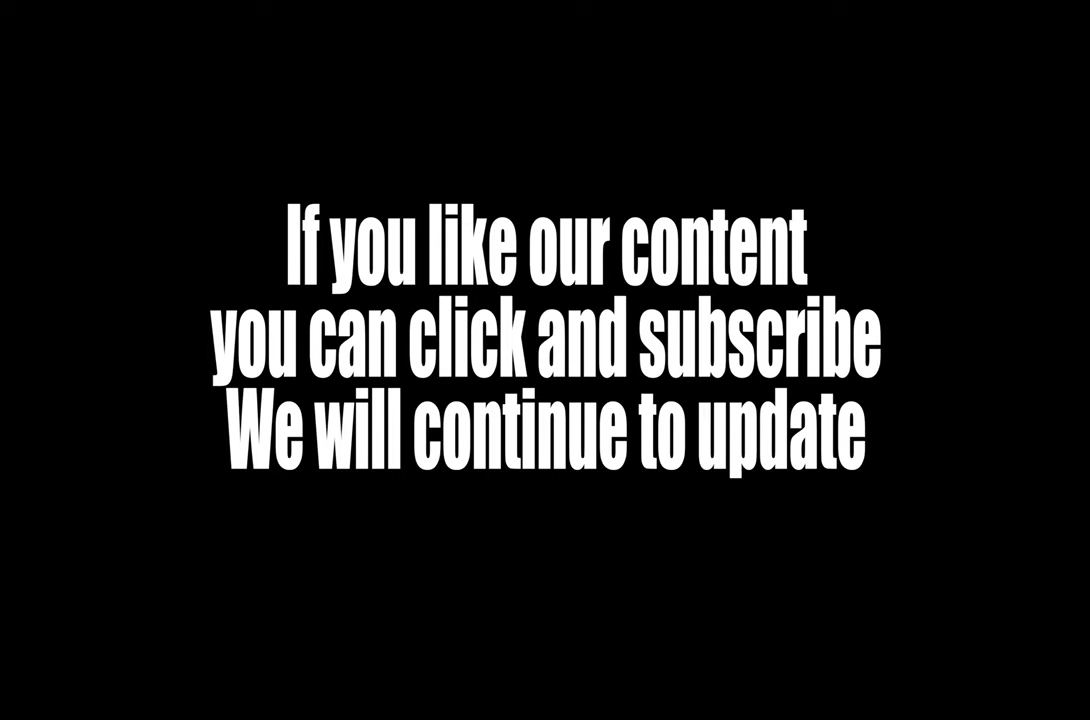 If you like our content
you can click and subscribe
We will continue to update